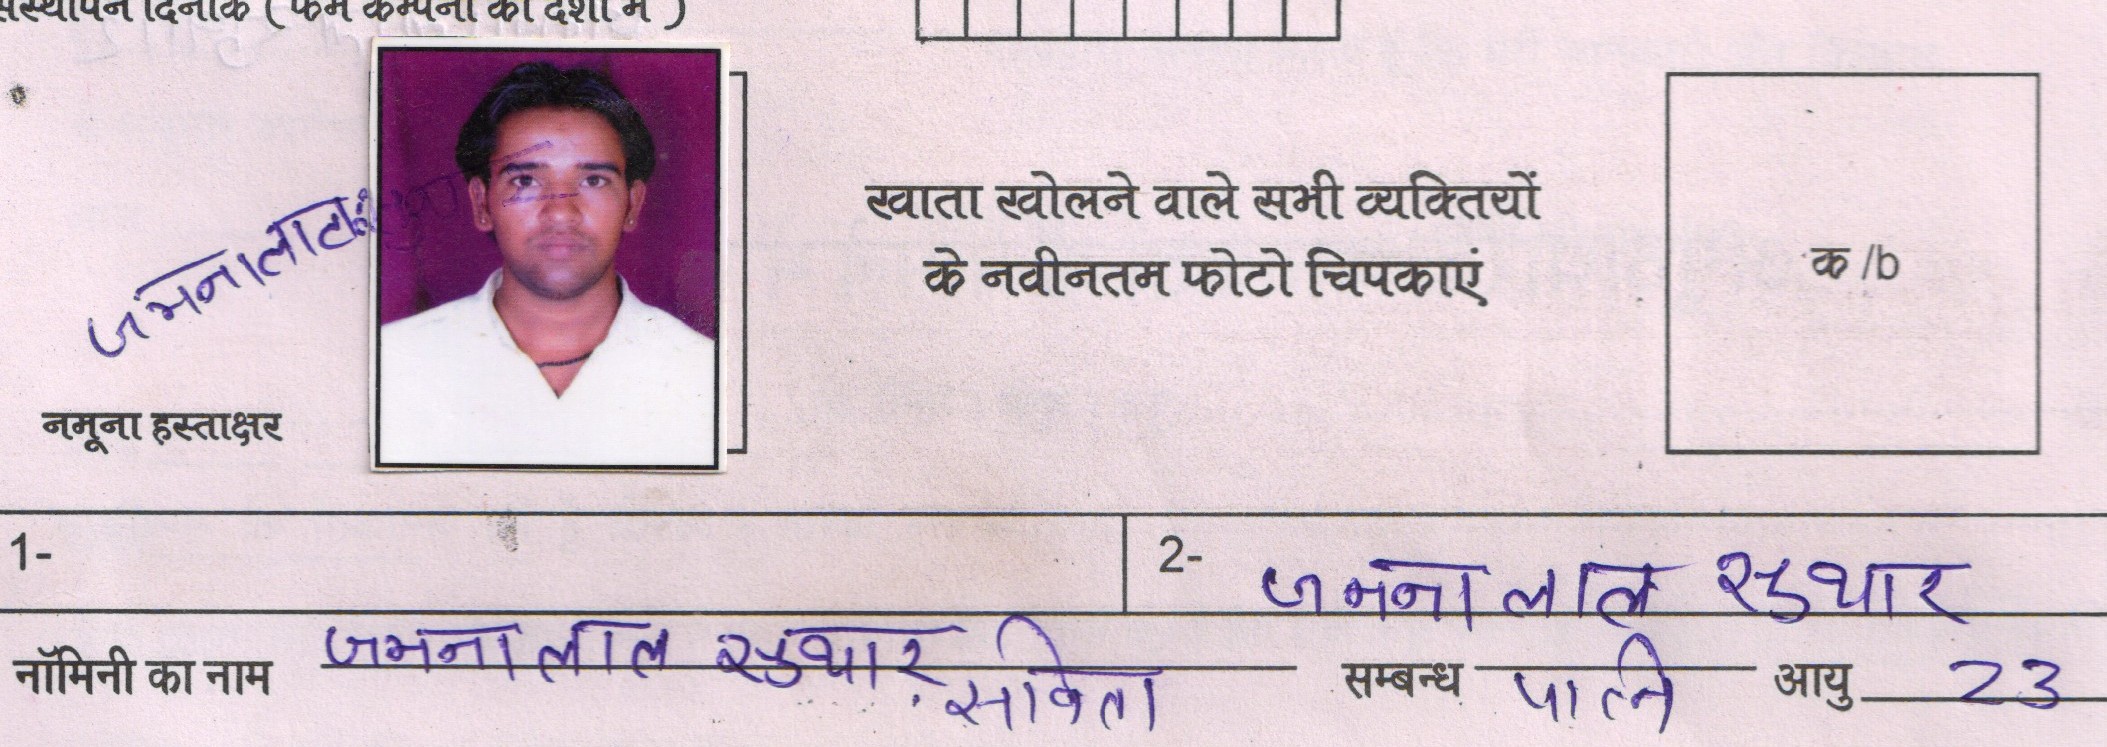 संस्थापन दिनांक ( फर्म कम्पनी की दशा में )
जमनालाल
खाता खोलने वाले सभी व्यक्तियों
के नवीनतम फोटो चिपकाएं
क /b
नमूना हस्ताक्षर
1-
2- जमना लाल सुथार
नॉमिनी का नाम जमना लाल सुथार सविता सम्बन्ध पत्नि आयु 23